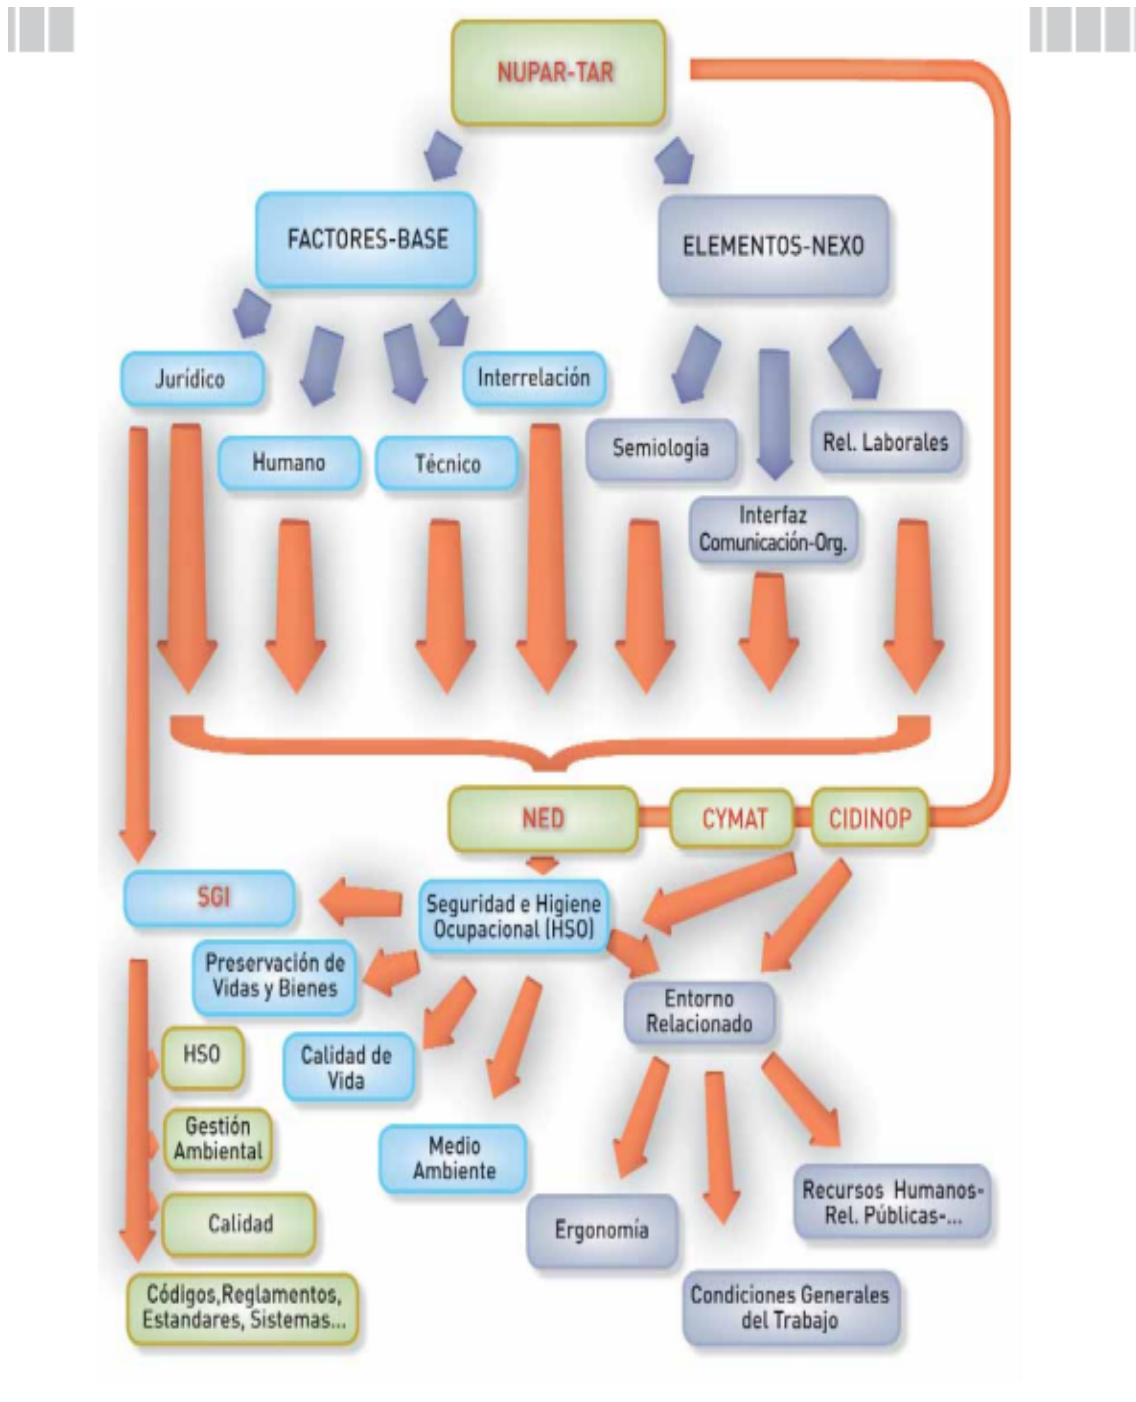 NUPAR-TAR
FACTORES-BASE
ELEMENTOS-NEXO
Jurídico
Interrelación
Humano
Técnico
Semiología
Rel. Laborales
Interfaz
Comunicación-Org.
NED
CYMAT
CIDINOP
SGI
Seguridad e Higiene
Ocupacional (HSO)
Preservación de
Vidas y Bienes
Entorno
Relacionado
HSO
Calidad de
Vida
Gestión
Ambiental
Medio
Ambiente
Calidad
Ergonomía
Recursos Humanos-
Rel. Públicas-...
Códigos,Reglamentos,
Estandares, Sistemas...
Condiciones Generales
del Trabajo